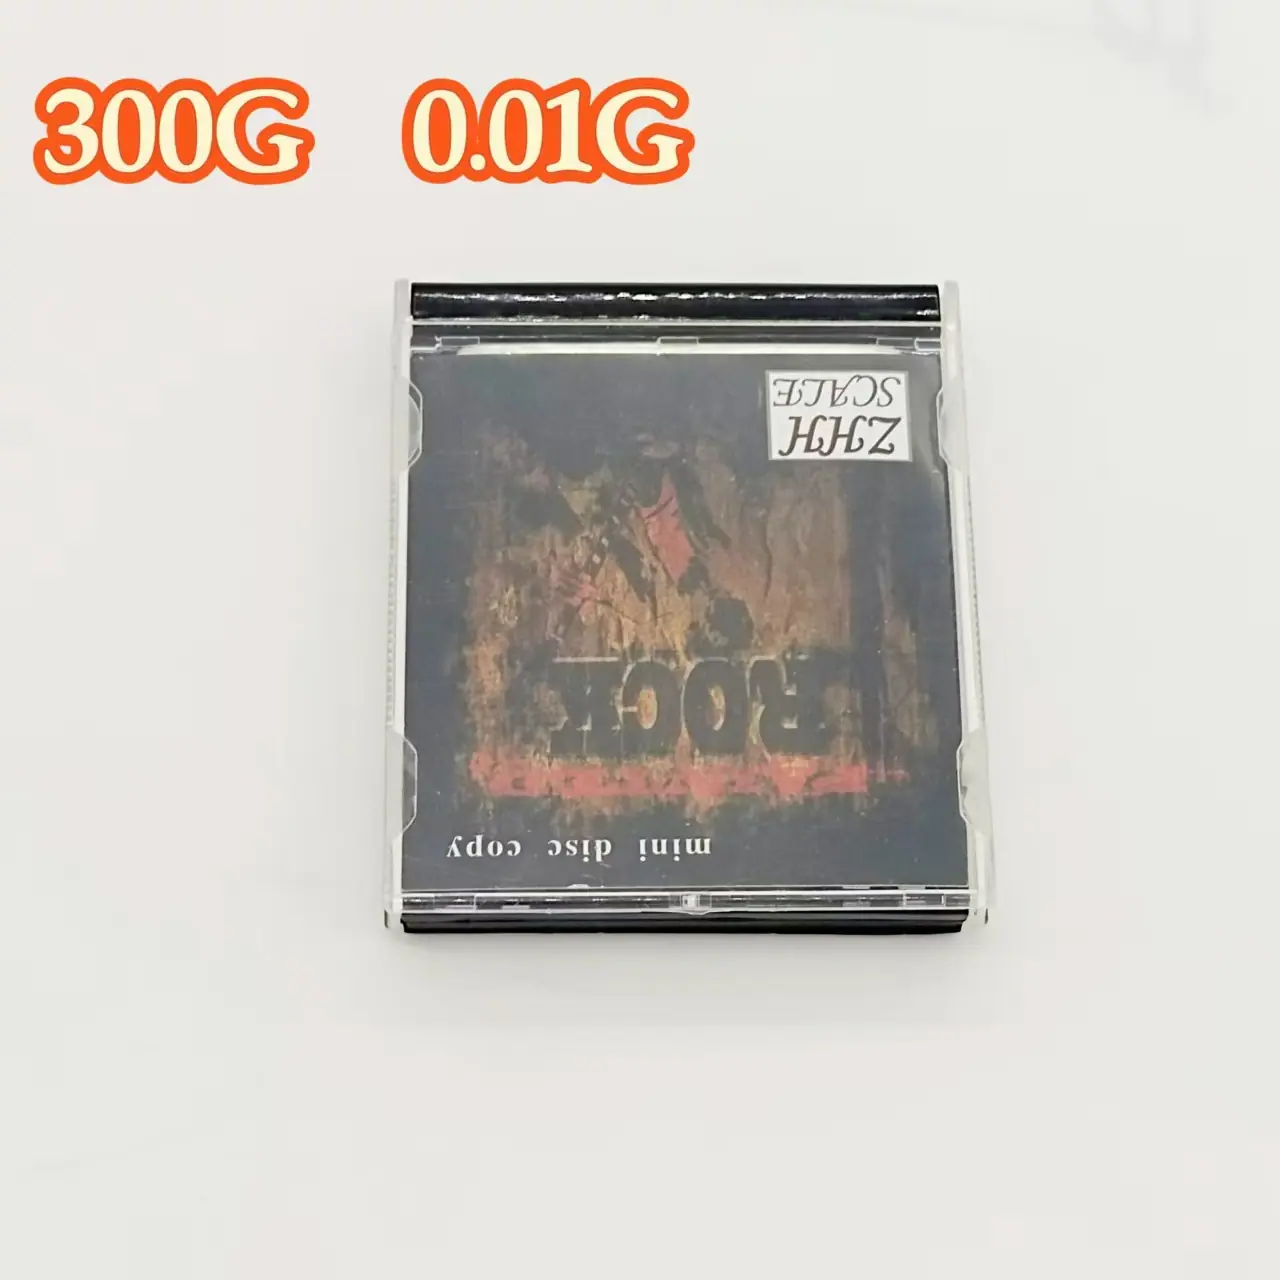 300G 0.01G
ZHH
SCALE
ROCK
mini disc copy